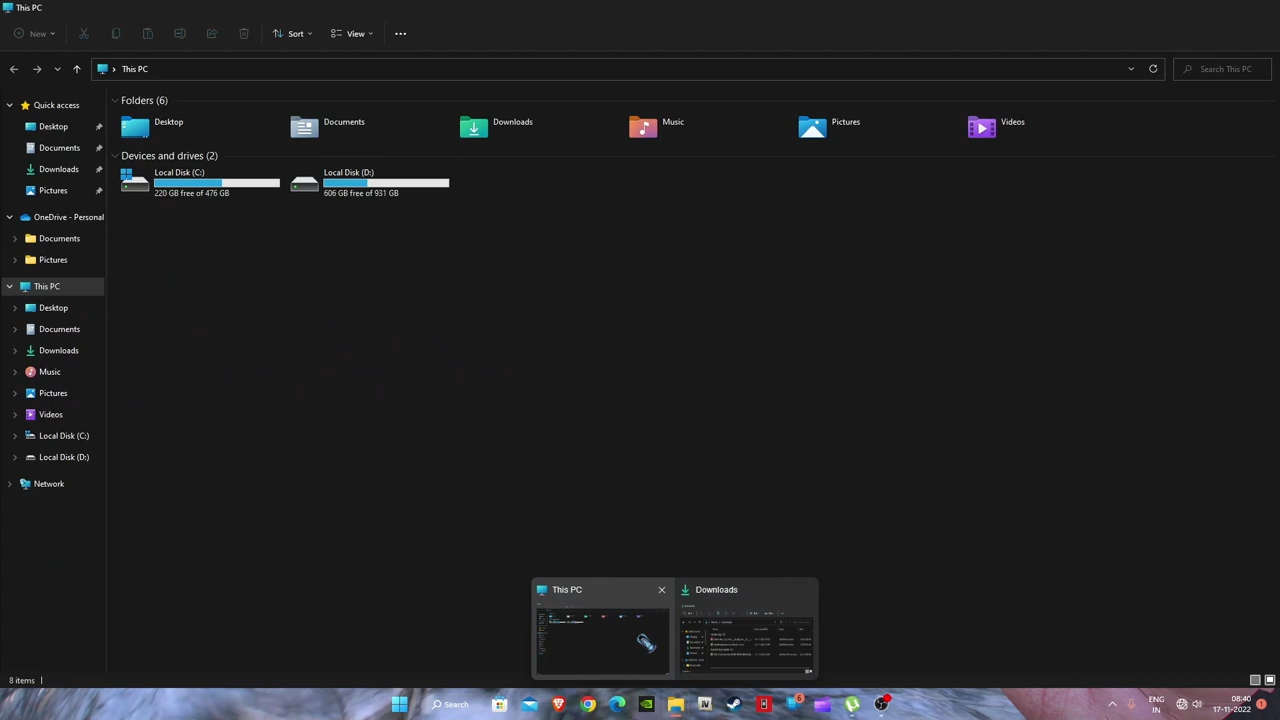 This PC
New
Sort
View
This PC
Search This PC
Quick access
Desktop
Documents
Downloads
Pictures
OneDrive - Personal
Documents
Pictures
This PC
Desktop
Documents
Downloads
Music
Pictures
Videos
Local Disk (C:)
Local Disk (D:)
Network
Folders (6)
Desktop
Documents
Downloads
Music
Pictures
Videos
Devices and drives (2)
Local Disk (C:)
220 GB free of 476 GB
Local Disk (D:)
606 GB free of 931 GB
This PC
Downloads
items
Search
6
ENG
IN
08:40
17-11-2022
1